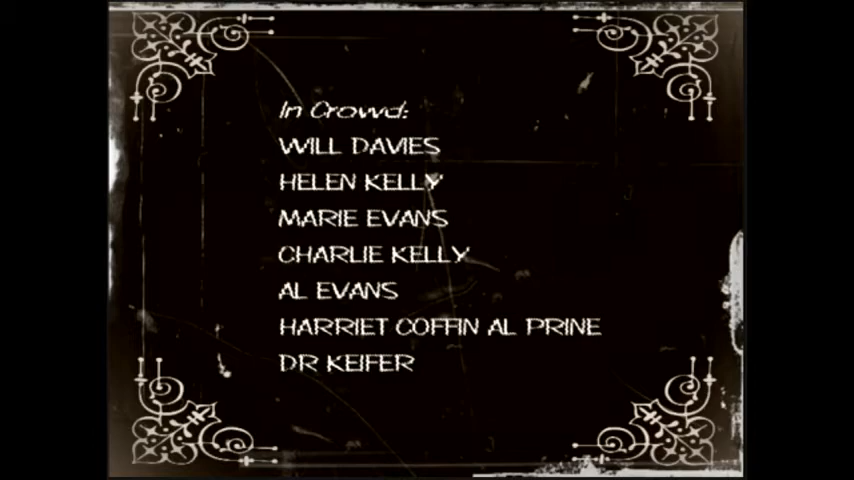 In Crowd:
WILL DAVIES
HELEN KELLY
MARIE EVANS
CHARLIE KELLY
AL EVANS
HARRIET COFFIN AL PRINE
DR KEIFER